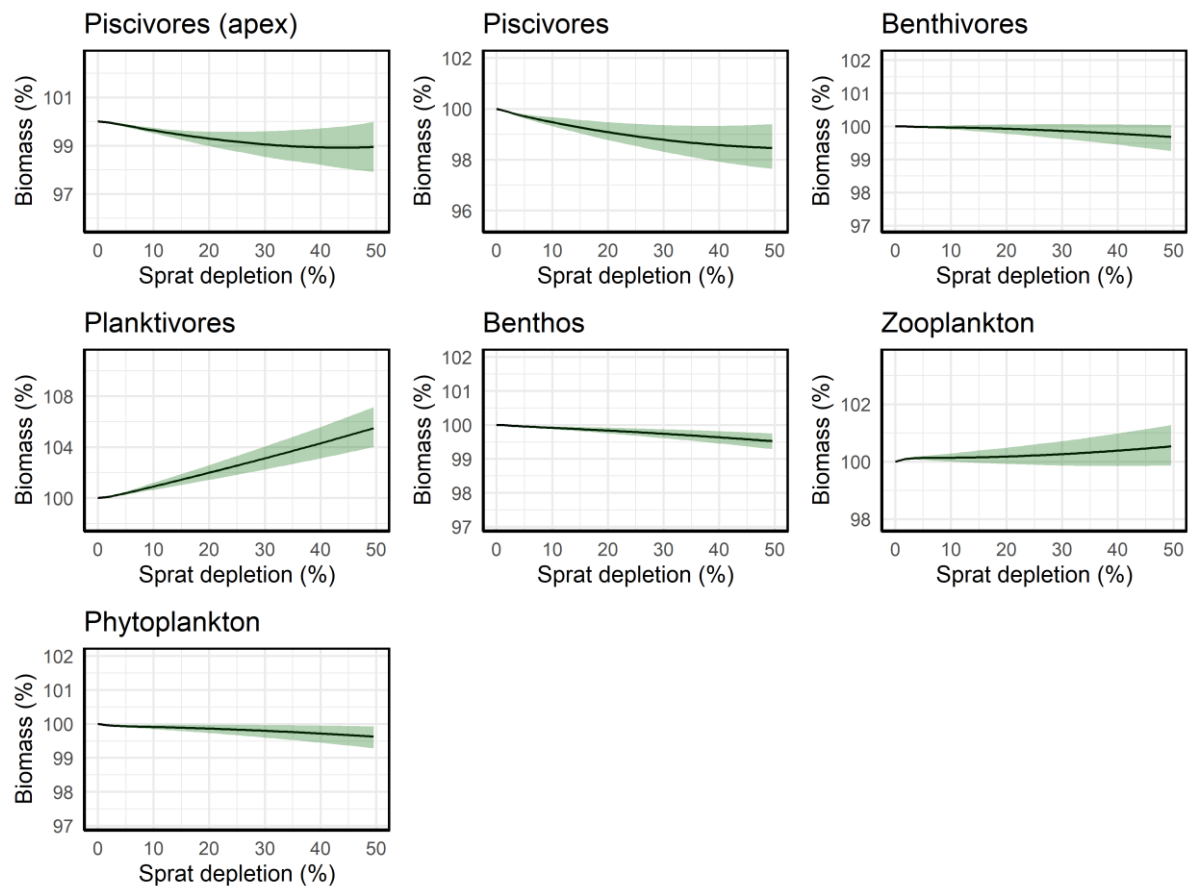 Piscivores (apex)
Piscivores
Benthivores
Biomass (%)
101
99
97
0 10 20 30 40 50
Sprat depletion (%)
Biomass (%)
102
100
98
96
0 10 20 30 40 50
Sprat depletion (%)
Biomass (%)
102
101
100
99
98
97
0 10 20 30 40 50
Sprat depletion (%)
Planktivores
Benthos
Zooplankton
Biomass (%)
108
104
100
0 10 20 30 40 50
Sprat depletion (%)
Biomass (%)
102
101
100
99
98
97
0 10 20 30 40 50
Sprat depletion (%)
Biomass (%)
102
100
98
0 10 20 30 40 50
Sprat depletion (%)
Phytoplankton
Biomass (%)
102
101
100
99
98
97
0 10 20 30 40 50
Sprat depletion (%)